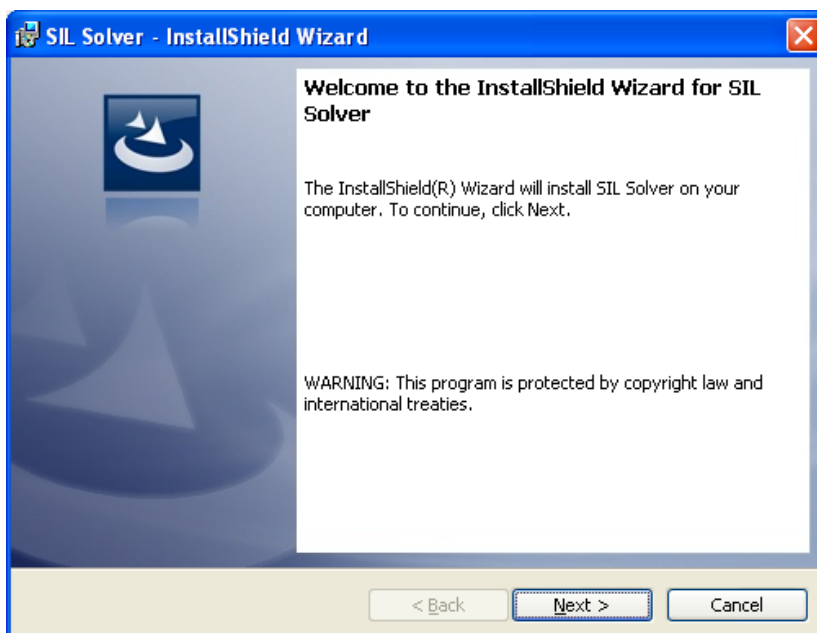 SIL Solver - InstallShield Wizard
Welcome to the InstallShield Wizard for SIL
Solver
The InstallShield(R) Wizard will install SIL Solver on your
computer. To continue, click Next.
WARNING: This program is protected by copyright law and
international treaties.
< Back
Next >
Cancel